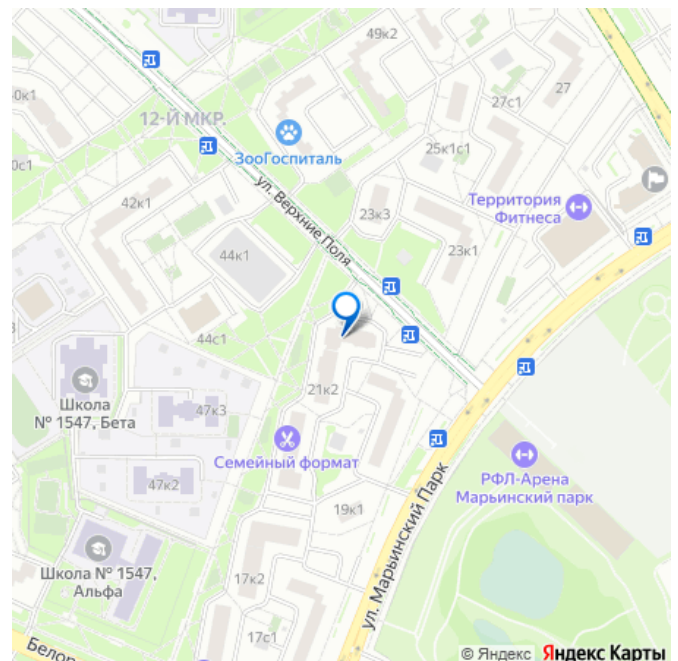 49к2
27
27с1
12-Й МКР.
ЗооГоспиталь
25к1с1
42к1
Территория
Фитнеса
ул. Верхние Поля
23к3
23к1
44к1
44с1
Школа
№ 1547, Бета
47к3
21к2
Семейный формат
47к2
РФЛ-Арена
Марьинский парк
19к1
ул. Марьинский Парк
Школа № 1547,
Альфа
17к2
17с1
© Яндекс Яндекс Карты